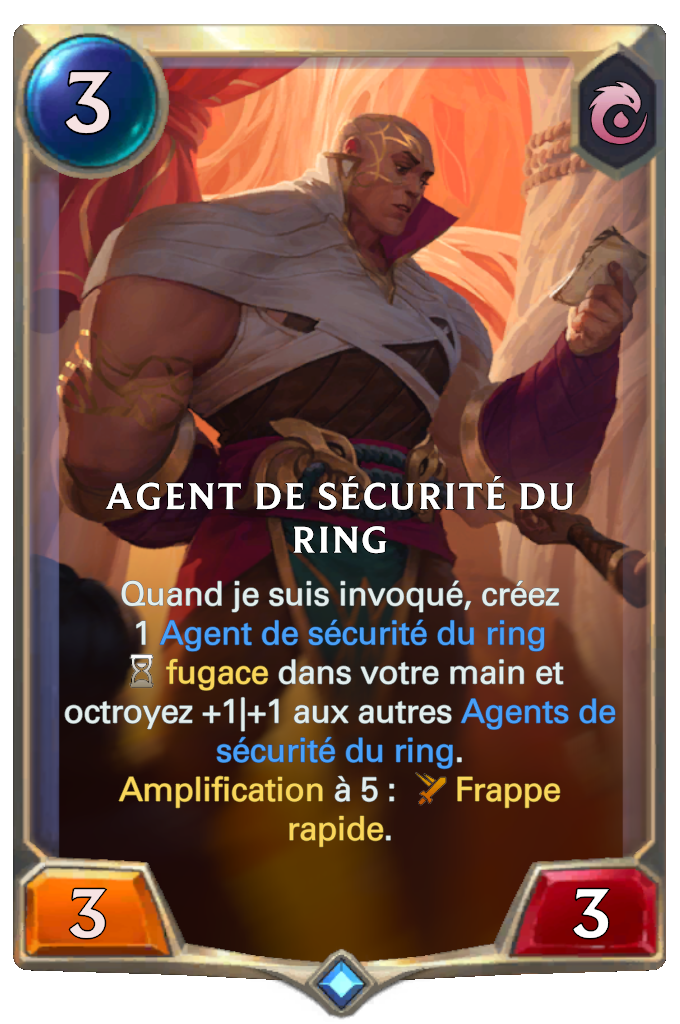 3
AGENT DE SÉCURITÉ DU
RING
Quand je suis invoqué, créez
1 Agent de sécurité du ring
fugace dans votre main et
octroyez +1|+1 aux autres Agents de
sécurité du ring.
Amplification à 5 : Frappe
rapide.
3
3